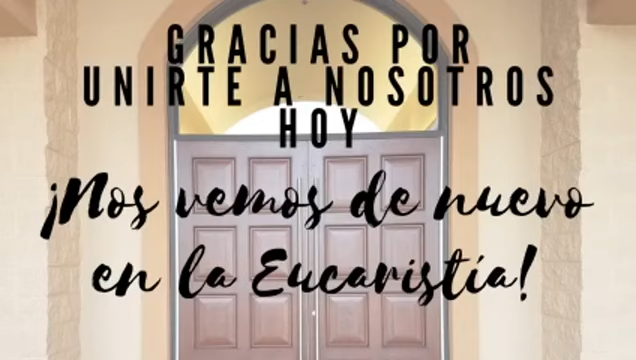 GRACIAS POR
UNIRTE A NOSOTROS
HOY
¡Nos vemos de nuevo
en la Eucaristía!